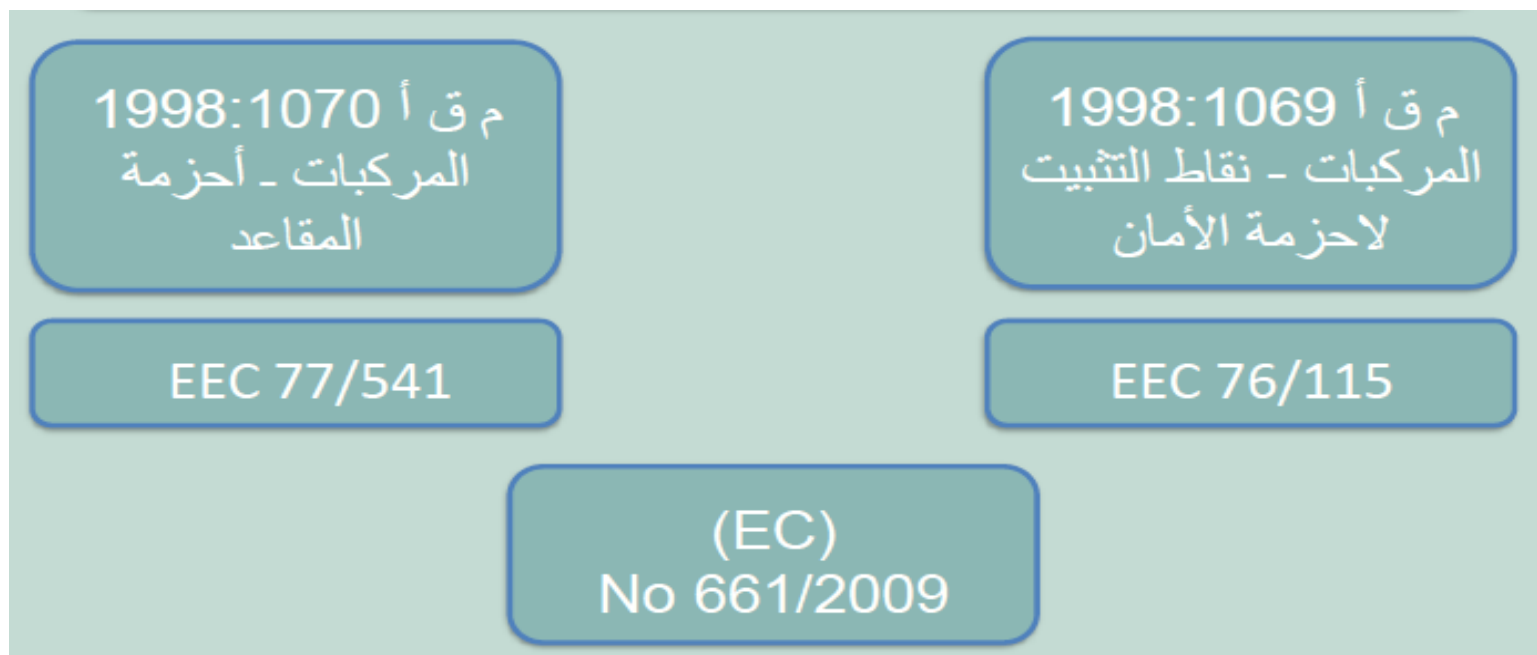 م ق أ 1998:1069
المركبات - نقاط التثبيت
لاحزمة الأمان
م ق أ 1998:1070
المركبات - أحزمة
المقاعد
EEC 76/115
EEC 77/541
(EC)
No 661/2009